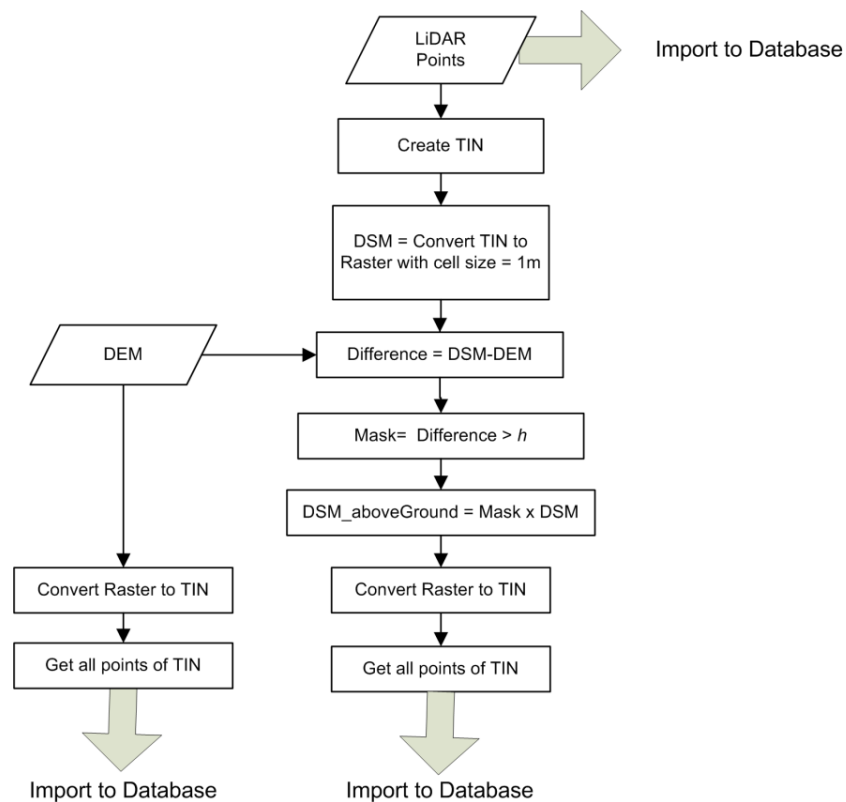 LiDAR
Points
Import to Database
Create TIN
DSM = Convert TIN to
Raster with cell size = 1m
DEM
Difference = DSM-DEM
Mask= Difference > h
DSM_aboveGround = Mask x DSM
Convert Raster to TIN
Convert Raster to TIN
Get all points of TIN
Get all points of TIN
Import to Database
Import to Database